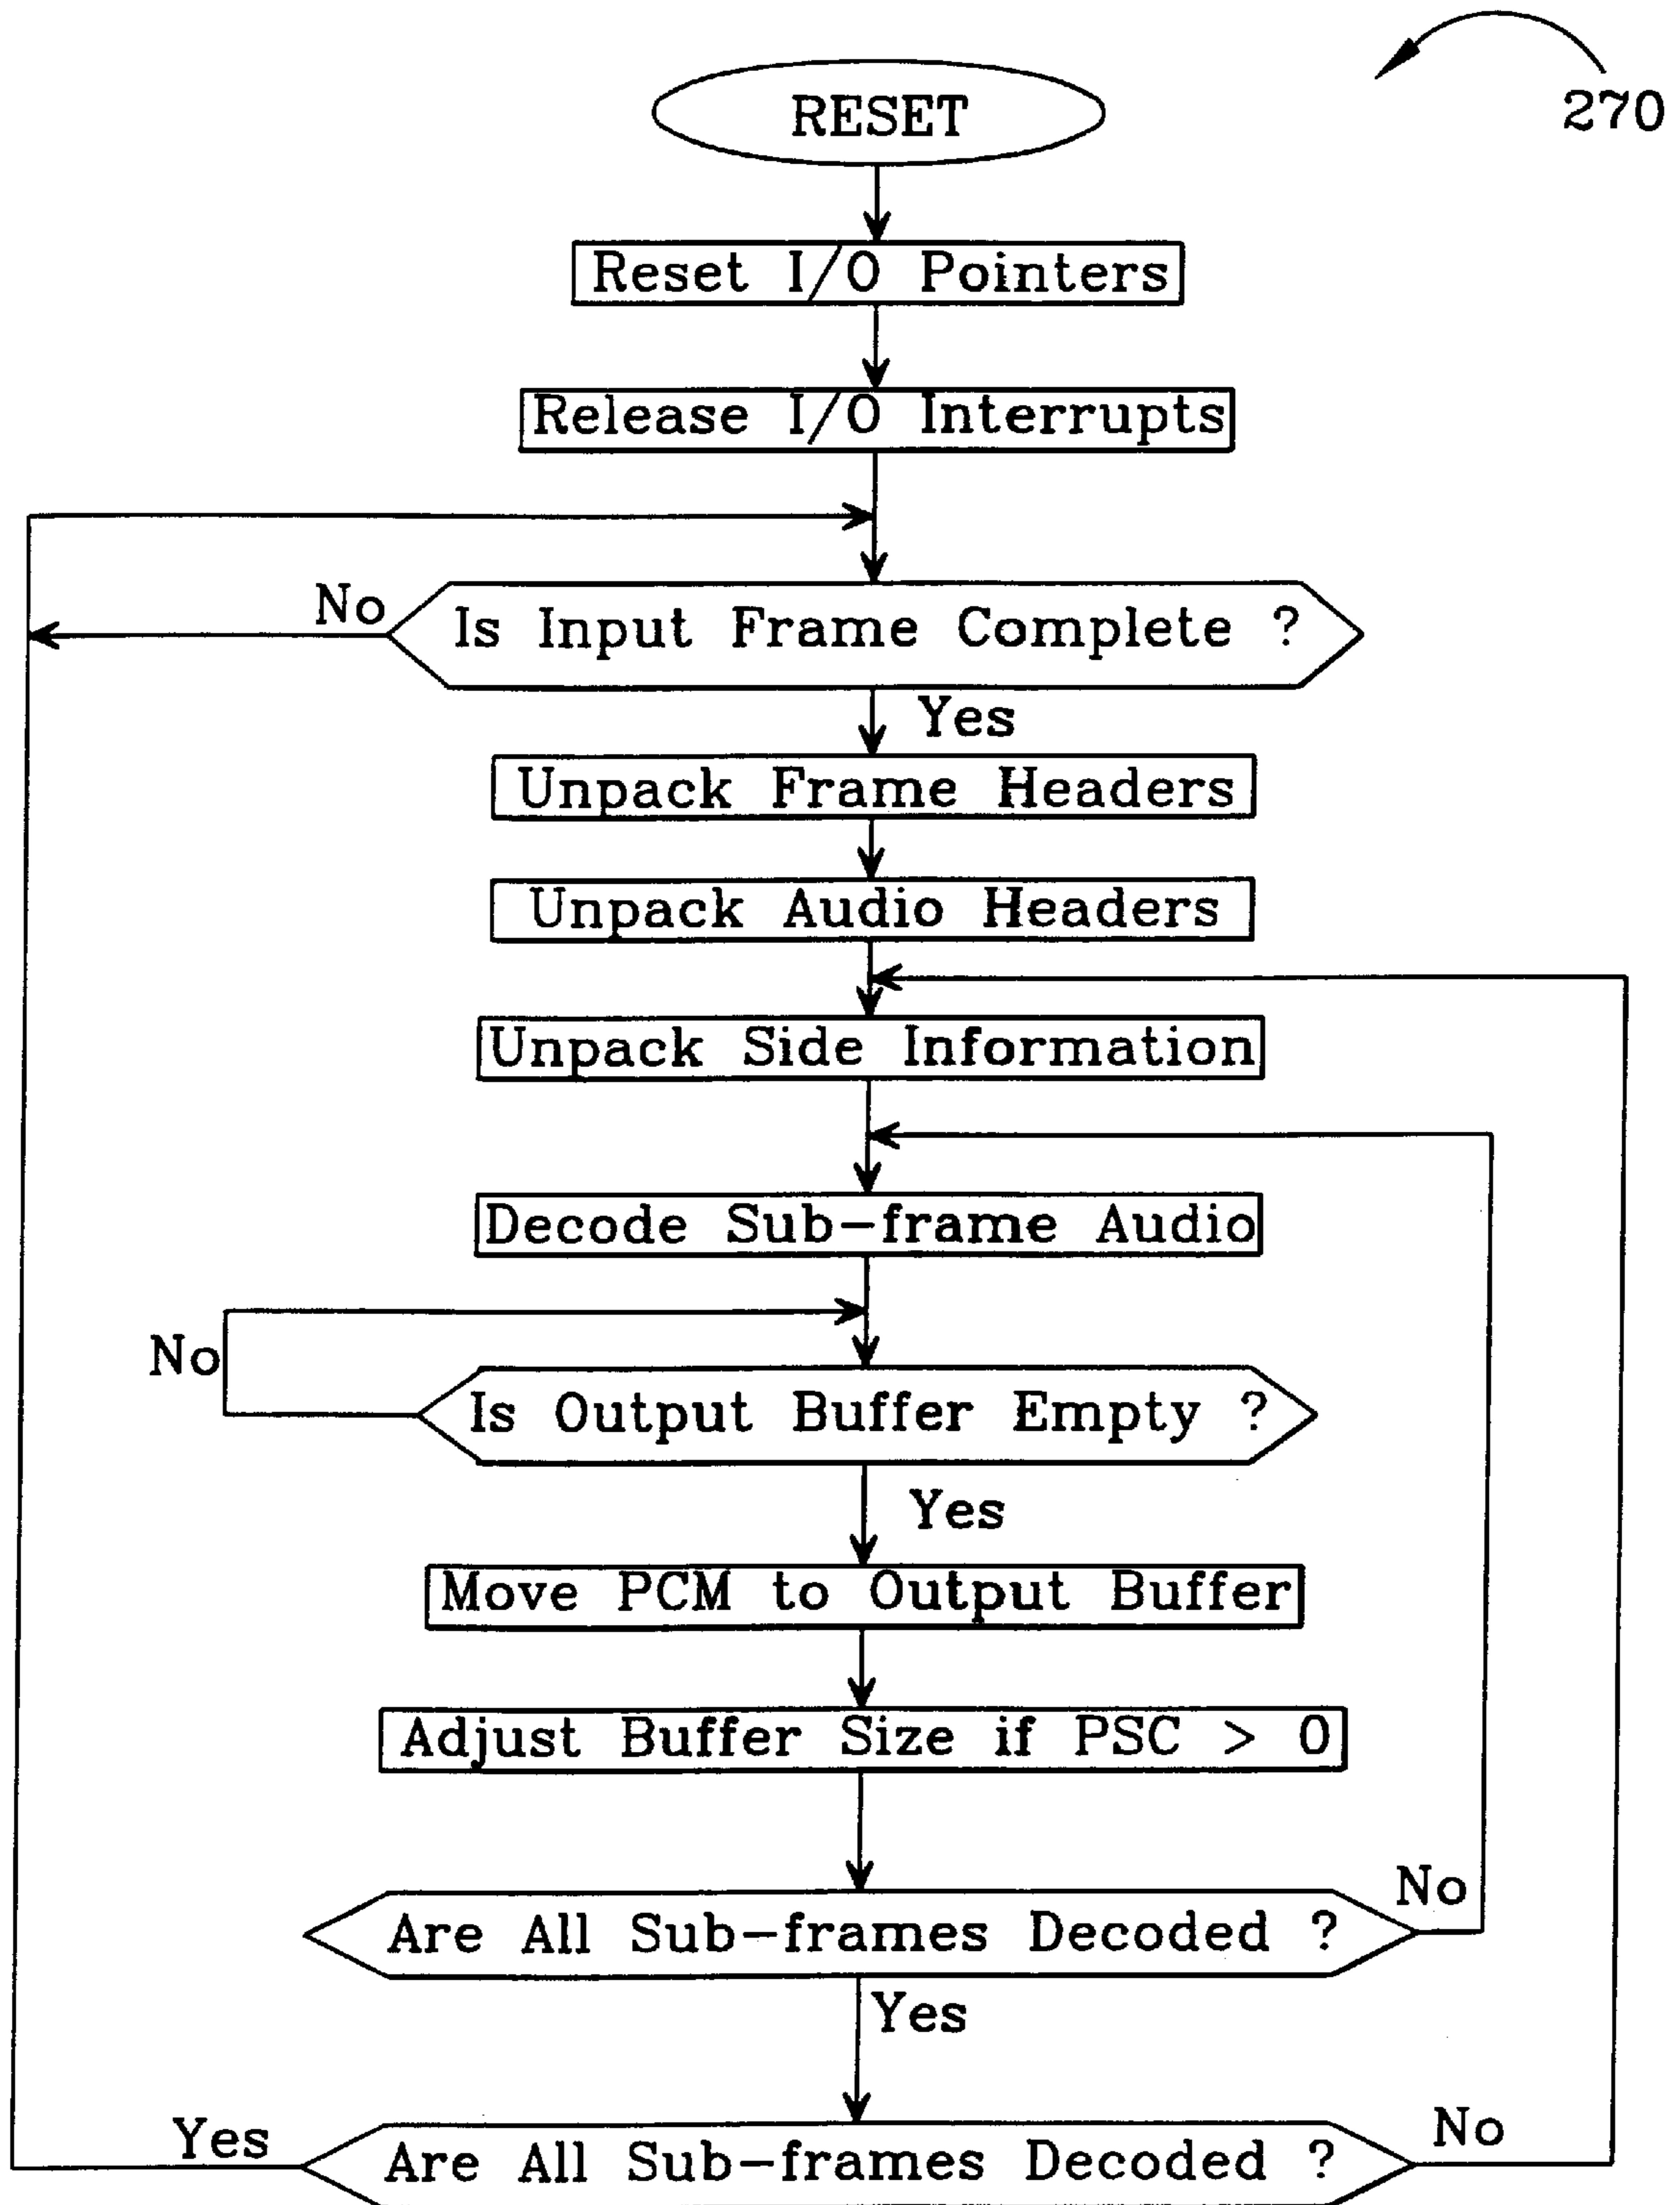 RESET
270
Reset I/O Pointers
Release I/O Interrupts
No
Is Input Frame Complete ?
Yes
Unpack Frame Headers
Unpack Audio Headers
Unpack Side Information
Decode Sub-frame Audio
No
Is Output Buffer Empty ?
Yes
Move PCM to Output Buffer
Adjust Buffer Size if PSC > 0
No
Are All Sub-frames Decoded ?
Yes
Yes
No
Are All Sub-frames Decoded ?